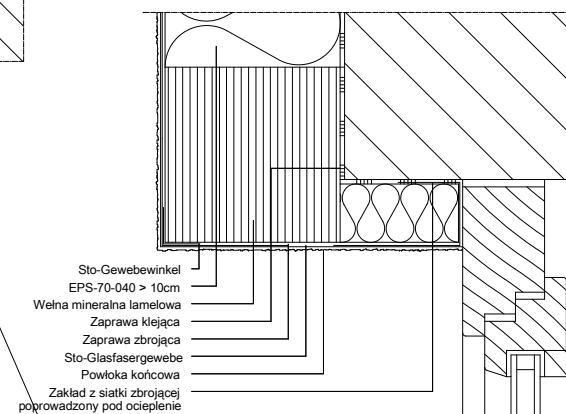 Sto-Gewebewinkel
EPS-70-040 > 10cm
Wełna mineralna lamelowa
Zaprawa klejąca
Zaprawa zbrojąca
Sto-Glasfasergewebe
Powłoka końcowa
Zakład z siatki zbrojącej
poprowadzony pod ocieplenie